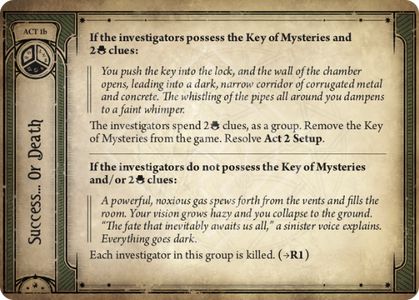 ACT 1b
Success... Or Death
If the investigators possess the Key of Mysteries and
2 clues:
You push the key into the lock, and the wall of the chamber
opens, leading into a dark, narrow corridor of corrugated metal
and concrete. The whistling of the pipes all around you dampens
to a faint whimper.
The investigators spend 2 clues, as a group. Remove the Key
of Mysteries from the game. Resolve Act 2 Setup.
If the investigators do not possess the Key of Mysteries
and/or 2 clues:
A powerful, noxious gas spews forth from the vents and fills the
room. Your vision grows hazy and you collapse to the ground.
“The fate that inevitably awaits us all,” a sinister voice explains.
Everything goes dark.
Each investigator in this group is killed. (→R1)